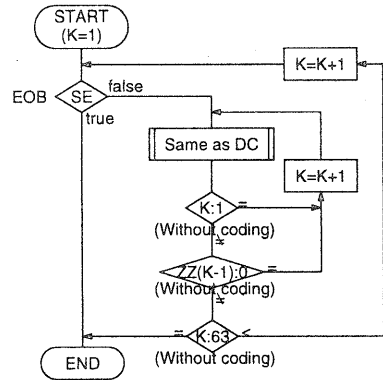 START
(K=1)
K=K+1
EOB
SE
false
true
Same as DC
K=K+1
K:1
=
(Without coding)
≠
ZZ(K-1):0
=
(Without coding)
≠
=
K:63
<
(Without coding)
END